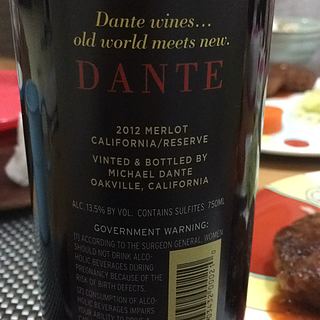 Dante wines...
old world meets new.
DANTE
2012 MERLOT
CALIFORNIA/RESERVE
VINTED & BOTTLED BY
MICHAEL DANTE
OAKVILLE, CALIFORNIA
ALC. 13.5% BY VOL. CONTAINS SULFITES 750ML
GOVERNMENT WARNING:
(1) ACCORDING TO THE SURGEON GENERAL, WOMEN
SHOULD NOT DRINK ALCO-
HOLIC BEVERAGES DURING
PREGNANCY BECAUSE OF THE
RISK OF BIRTH DEFECTS.
(2) CONSUMPTION OF ALCO-
HOLIC BEVERAGES IMPAIRS
YOUR ABILITY TO